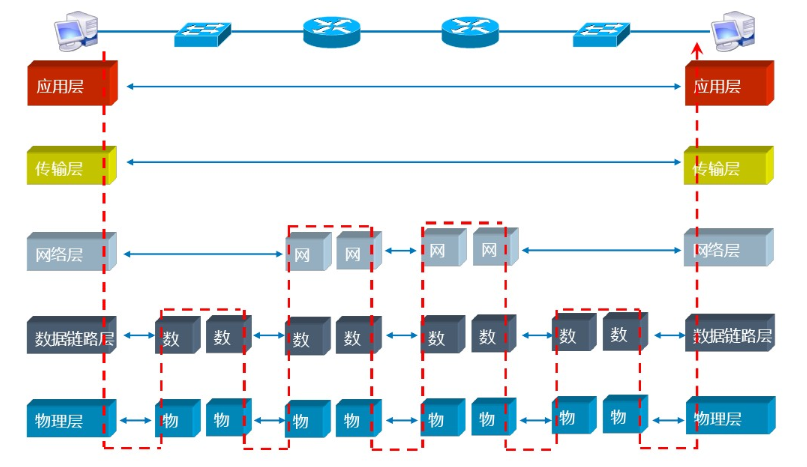 应用层 应用层
传输层 传输层
网络层 网 网 网 网 网络层
数据链路层 数 数 数 数 数 数 数 数 数据链路层
物理层 物 物 物 物 物 物 物 物 物理层